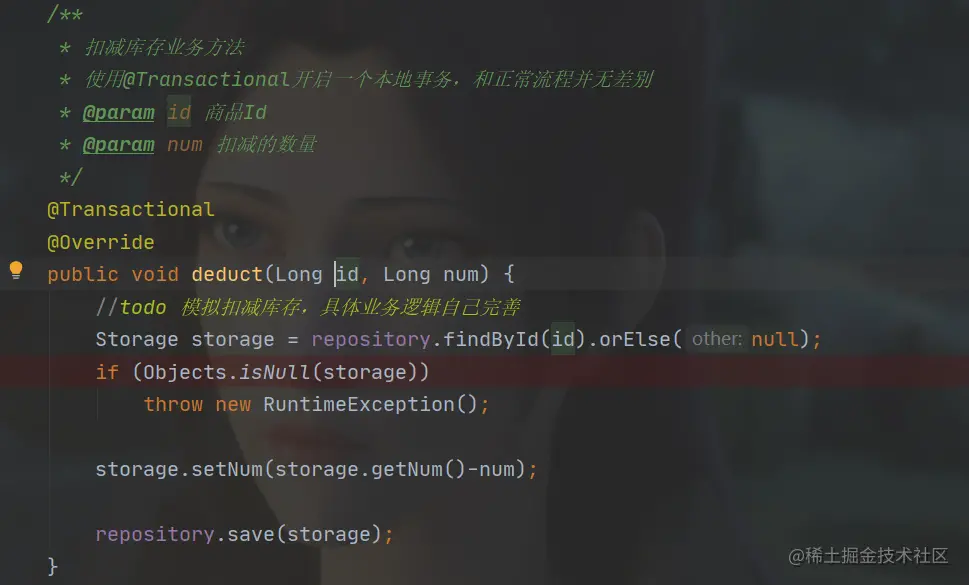 /**
* 扣减库存业务方法
* 使用@Transactional开启一个本地事务，和正常流程并无差别
* @param id 商品Id
* @param num 扣减的数量
*/
@Transactional
@Override
public void deduct(Long id, Long num) {
//todo 模拟扣减库存，具体业务逻辑自己完善
Storage storage = repository.findById(id).orElse( other: null);
if (Objects.isNull(storage))
throw new RuntimeException();
storage.setNum(storage.getNum()-num);
repository.save(storage);
}
@稀土掘金技术社区